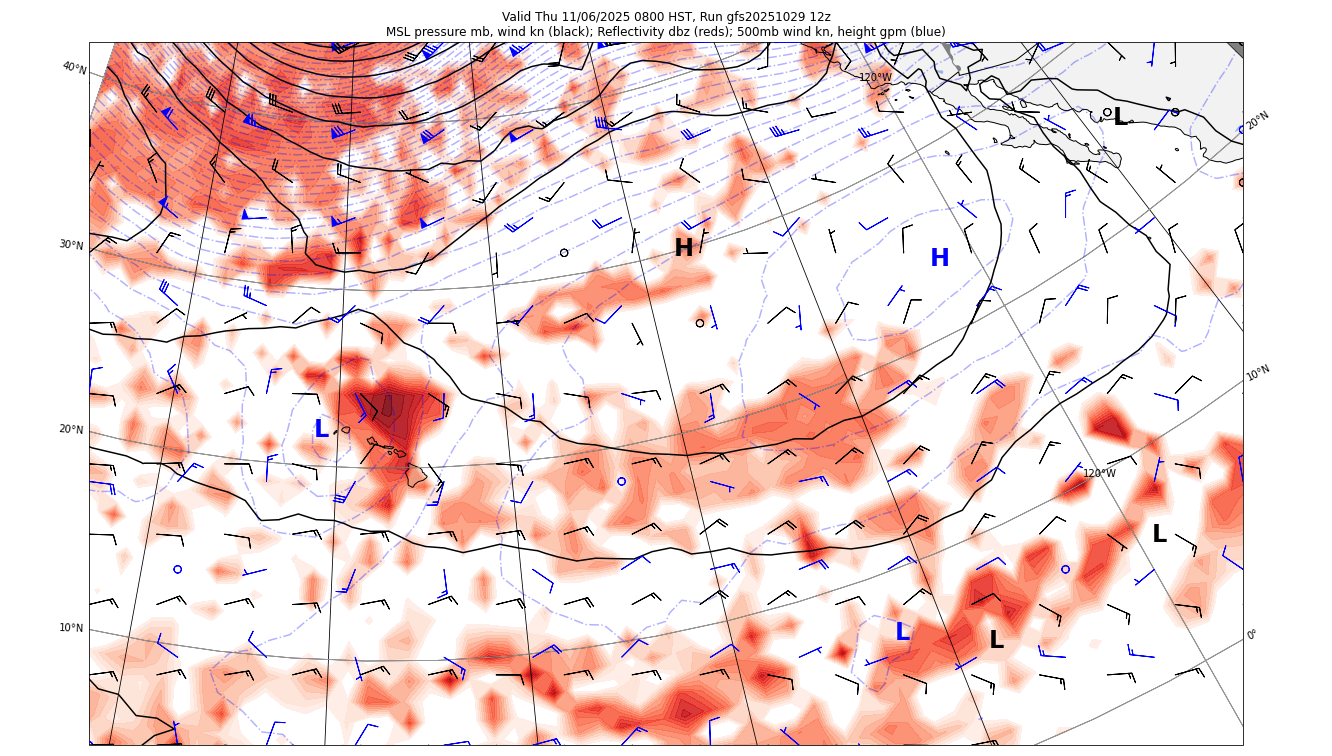 Valid Thu 11/06/2025 0800 HST, Run gfs20251029 12z
MSL pressure mb, wind kn (black); Reflectivity dbz (reds); 500mb wind kn, height gpm (blue)
40°N
120°W
L
20°N
30°N
H
H
10°N
20°N
L
120°W
L
10°N
L
L
0°